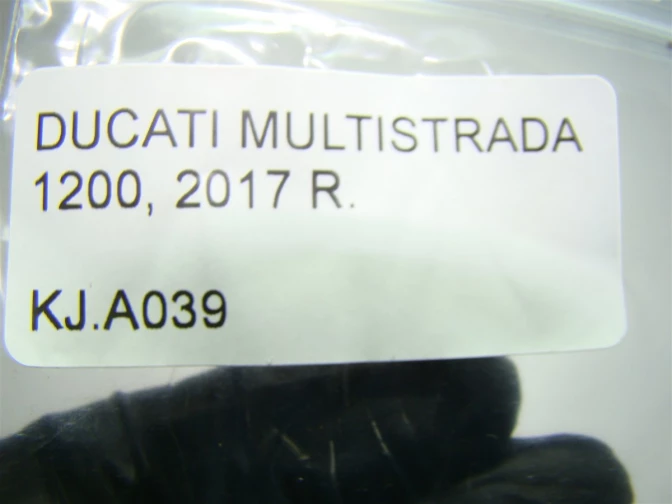 DUCATI MULTISTRADA
1200, 2017 R.
KJ.A039